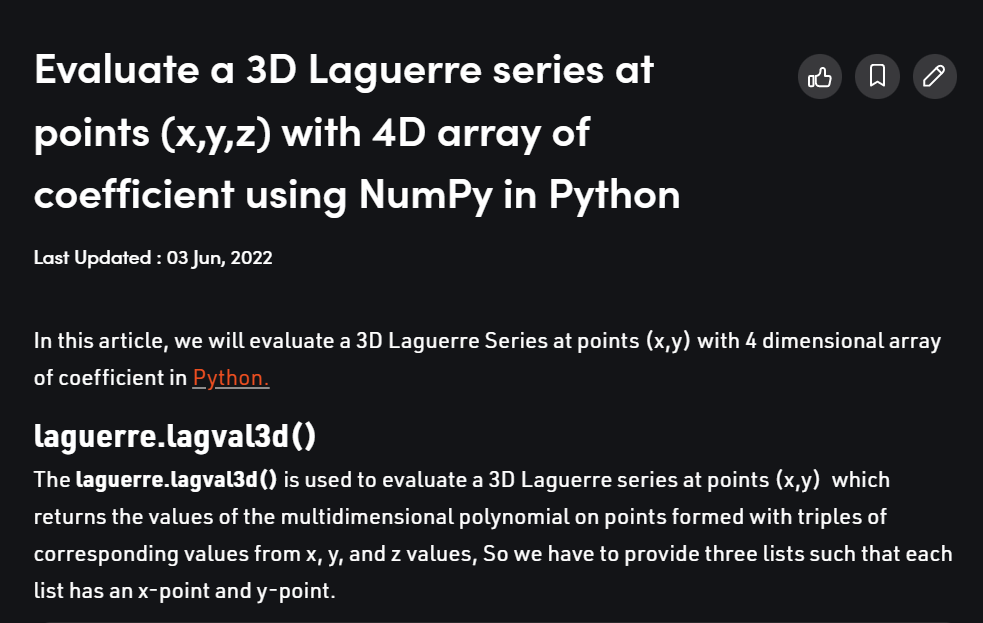 Evaluate a 3D Laguerre series at
points (x,y,z) with 4D array of
coefficient using NumPy in Python
Last Updated : 03 Jun, 2022
In this article, we will evaluate a 3D Laguerre Series at points (x,y) with 4 dimensional array
of coefficient in Python.
laguerre.lagval3d()
The laguerre.lagval3d() is used to evaluate a 3D Laguerre series at points (x,y)  which
returns the values of the multidimensional polynomial on points formed with triples of
corresponding values from x, y, and z values, So we have to provide three lists such that each
list has an x-point and y-point.